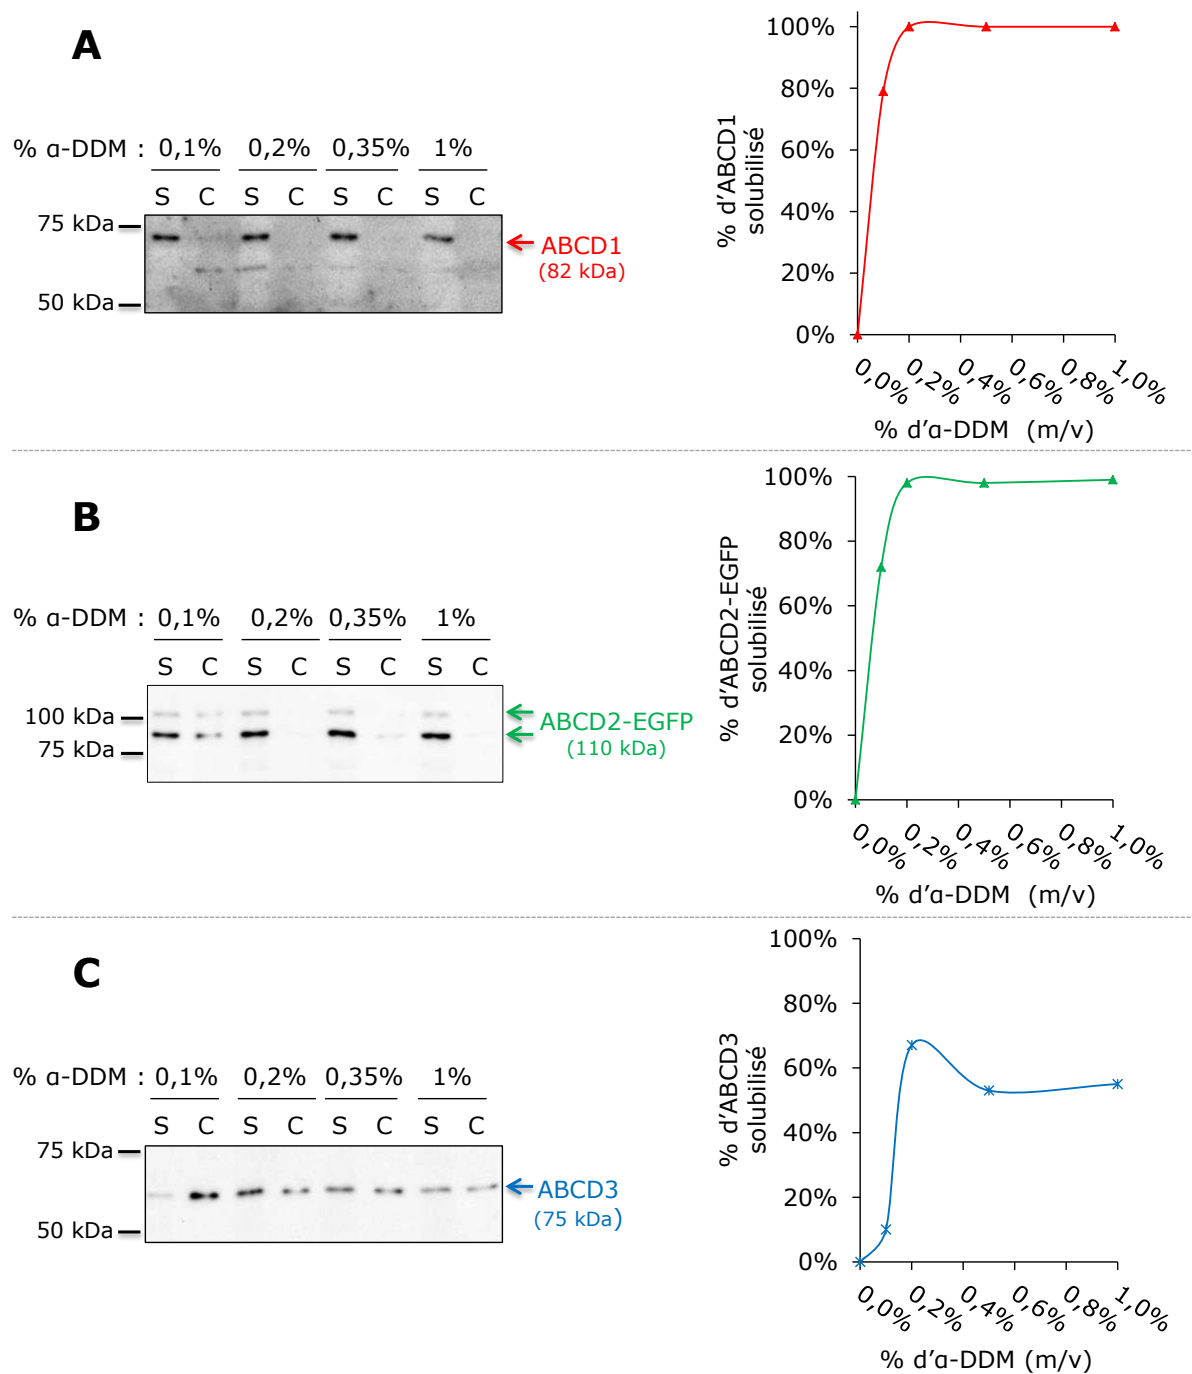 A
% α-DDM : 0,1% 0,2% 0,35% 1%
S C S C S C S C
75 kDa
50 kDa
ABCD1
(82 kDa)
% d'ABCD1
solubilisé
100%
80%
60%
40%
20%
0%
0,0% 0,2% 0,4% 0,6% 0,8% 1,0%
% d'α-DDM (m/v)
B
% α-DDM : 0,1% 0,2% 0,35% 1%
S C S C S C S C
100 kDa
75 kDa
ABCD2-EGFP
(110 kDa)
% d'ABCD2-EGFP
solubilisé
100%
80%
60%
40%
20%
0%
0,0% 0,2% 0,4% 0,6% 0,8% 1,0%
% d'α-DDM (m/v)
C
% α-DDM : 0,1% 0,2% 0,35% 1%
S C S C S C S C
75 kDa
50 kDa
ABCD3
(75 kDa)
% d'ABCD3
solubilisé
100%
80%
60%
40%
20%
0%
0,0% 0,2% 0,4% 0,6% 0,8% 1,0%
% d'α-DDM (m/v)